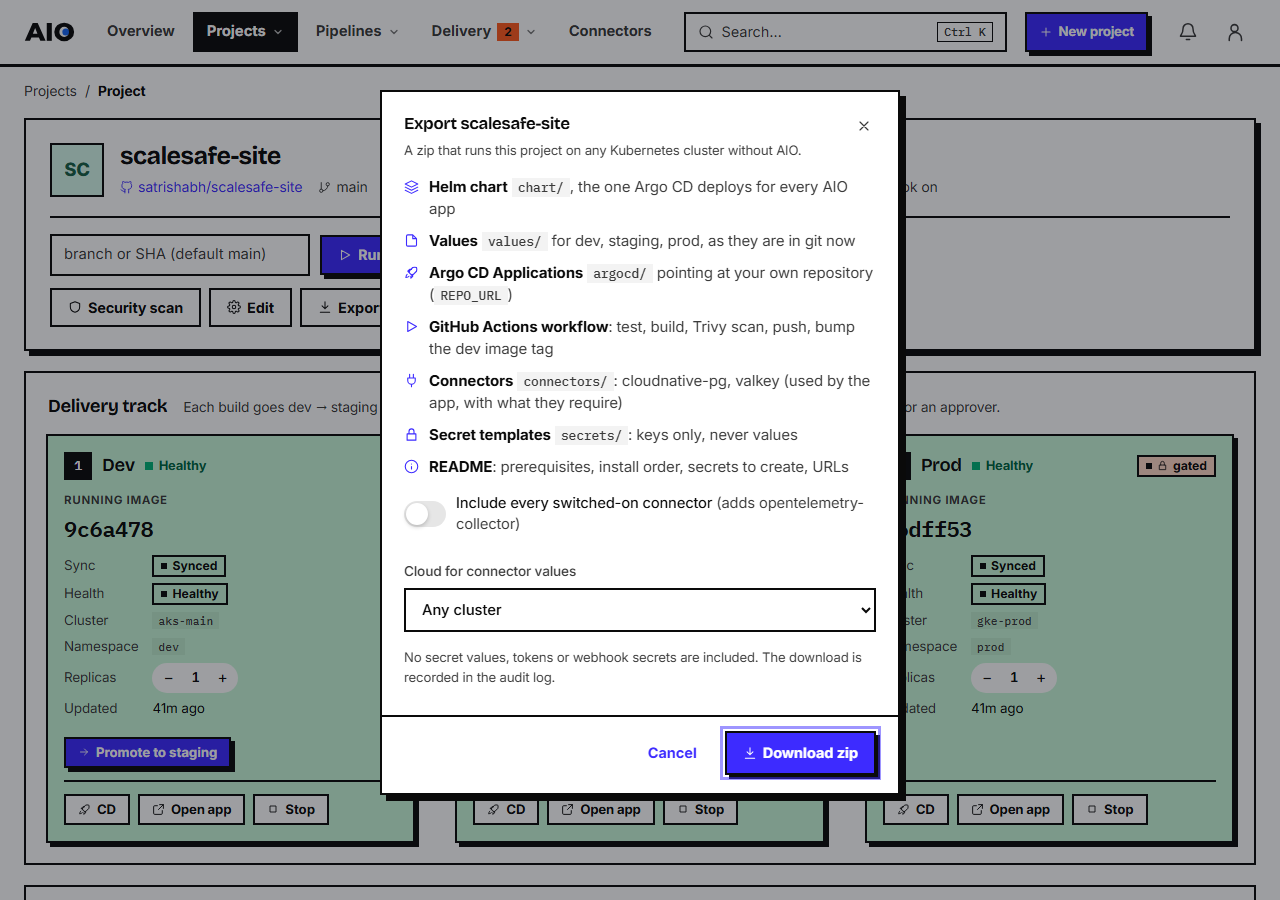 AIO Overview Projects Pipelines Delivery 2 Connectors Search... Ctrl K + New project
Projects / Project
SC
scalesafe-site
satrishabh/scalesafe-site main
ok on
branch or SHA (default main)
Security scan Edit
Delivery track Each build goes dev → staging
or an approver.
1 Dev Healthy
RUNNING IMAGE
9c6a478
Sync Synced
Health Healthy
Cluster aks-main
Namespace dev
Replicas − 1 +
Updated 41m ago
Promote to staging
CD Open app Stop
CD Open app Stop
Prod Healthy gated
dff53
Synced
Healthy
gke-prod
prod
− 1 +
41m ago
CD Open app Stop
Export scalesafe-site
A zip that runs this project on any Kubernetes cluster without AIO.
Helm chart chart/ , the one Argo CD deploys for every AIO
app
Values values/ for dev, staging, prod, as they are in git now
Argo CD Applications argocd/ pointing at your own repository
( REPO_URL )
GitHub Actions workflow: test, build, Trivy scan, push, bump
the dev image tag
Connectors connectors/ : cloudnative-pg, valkey (used by the
app, with what they require)
Secret templates secrets/ : keys only, never values
README: prerequisites, install order, secrets to create, URLs
Include every switched-on connector (adds opentelemetry-
collector)
Cloud for connector values
Any cluster
No secret values, tokens or webhook secrets are included. The download is
recorded in the audit log.
Cancel Download zip